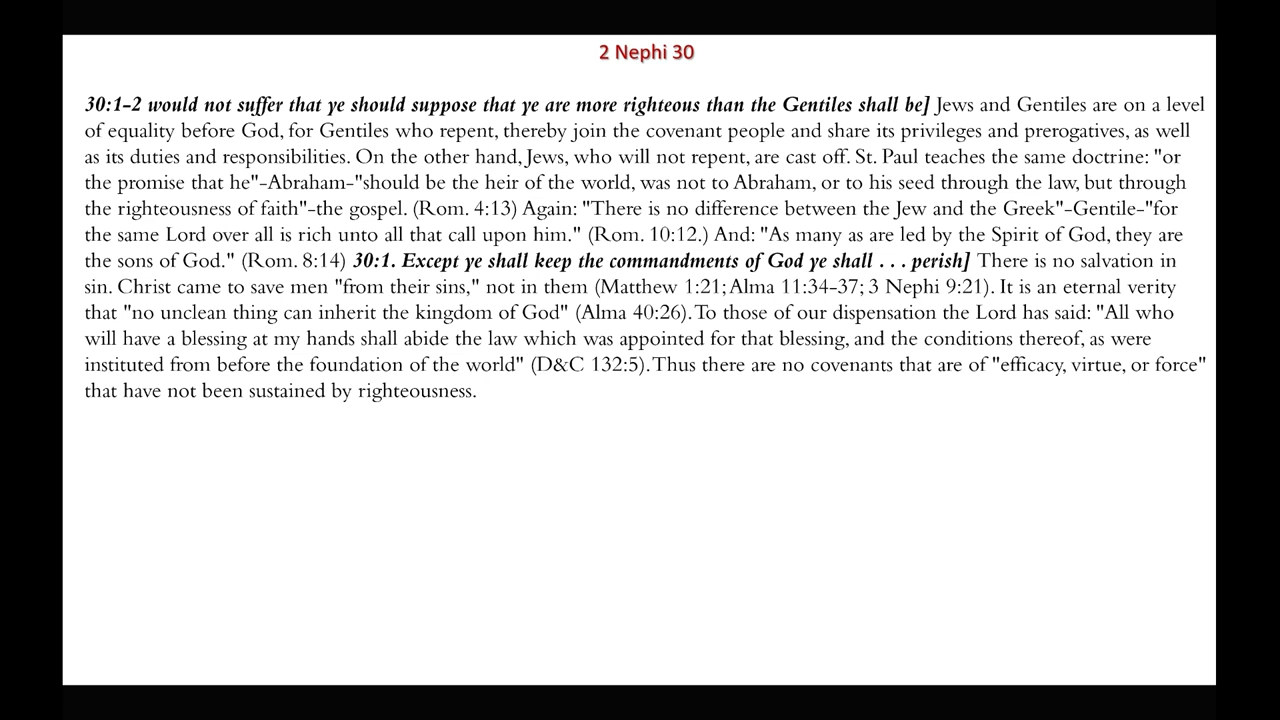 2 Nephi 30
30:1-2 would not suffer that ye should suppose that ye are more righteous than the Gentiles shall be] Jews and Gentiles are on a level
of equality before God, for Gentiles who repent, thereby join the covenant people and share its privileges and prerogatives, as well
as its duties and responsibilities. On the other hand, Jews, who will not repent, are cast off. St. Paul teaches the same doctrine: "or
the promise that he"-Abraham-"should be the heir of the world, was not to Abraham, or to his seed through the law, but through
the righteousness of faith"-the gospel. (Rom. 4:13) Again: "There is no difference between the Jew and the Greek"-Gentile-"for
the same Lord over all is rich unto all that call upon him." (Rom. 10:12.) And: "As many as are led by the Spirit of God, they are
the sons of God." (Rom. 8:14) 30:1. Except ye shall keep the commandments of God ye shall . . . perish] There is no salvation in
sin. Christ came to save men "from their sins," not in them (Matthew 1:21; Alma 11:34-37; 3 Nephi 9:21). It is an eternal verity
that "no unclean thing can inherit the kingdom of God" (Alma 40:26). To those of our dispensation the Lord has said: "All who
will have a blessing at my hands shall abide the law which was appointed for that blessing, and the conditions thereof, as were
instituted from before the foundation of the world" (D&C 132:5). Thus there are no covenants that are of "efficacy, virtue, or force"
that have not been sustained by righteousness.